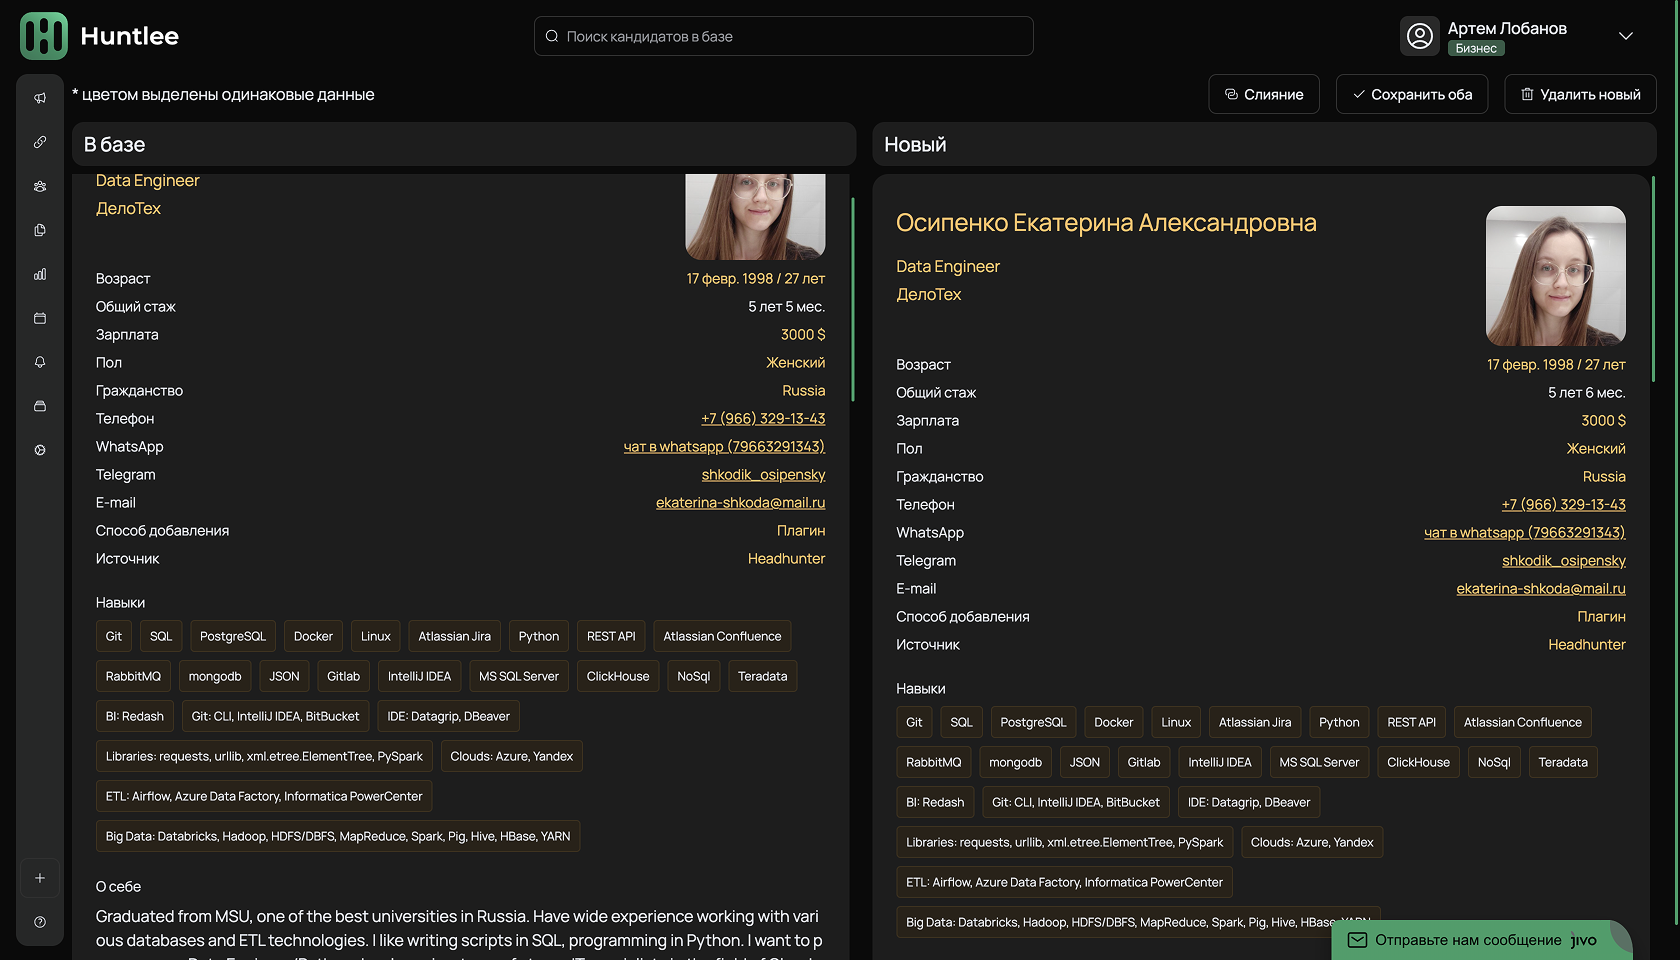 Huntlee
Поиск кандидатов в базе
Артем Лобанов
Бизнес
* цветом выделены одинаковые данные
Слияние
Сохранить оба
Удалить новый
В базе
Data Engineer
ДелоТех
Возраст 17 февр. 1998 / 27 лет
Общий стаж 5 лет 5 мес.
Зарплата 3000 $
Пол Женский
Гражданство Russia
Телефон +7 (966) 329-13-43
WhatsApp чат в whatsapp (79663291343)
Telegram shkodik_osipensky
E-mail ekaterina-shkoda@mail.ru
Способ добавления Плагин
Источник Headhunter
Навыки
Git SQL PostgreSQL Docker Linux Atlassian Jira Python REST API Atlassian Confluence
RabbitMQ mongodb JSON Gitlab IntelliJ IDEA MS SQL Server ClickHouse NoSql Teradata
BI: Redash Git: CLI, IntelliJ IDEA, BitBucket IDE: Datagrip, DBeaver
Libraries: requests, urllib, xml.etree.ElementTree, PySpark Clouds: Azure, Yandex
ETL: Airflow, Azure Data Factory, Informatica PowerCenter
Big Data: Databricks, Hadoop, HDFS/DBFS, MapReduce, Spark, Pig, Hive, HBase, YARN
О себе
Graduated from MSU, one of the best universities in Russia. Have wide experience working with vari
ous databases and ETL technologies. I like writing scripts in SQL, programming in Python. I want to p
Новый
Осипенко Екатерина Александровна
Data Engineer
ДелоТех
Возраст 17 февр. 1998 / 27 лет
Общий стаж 5 лет 6 мес.
Зарплата 3000 $
Пол Женский
Гражданство Russia
Телефон +7 (966) 329-13-43
WhatsApp чат в whatsapp (79663291343)
Telegram shkodik_osipensky
E-mail ekaterina-shkoda@mail.ru
Способ добавления Плагин
Источник Headhunter
Навыки
Git SQL PostgreSQL Docker Linux Atlassian Jira Python REST API Atlassian Confluence
RabbitMQ mongodb JSON Gitlab IntelliJ IDEA MS SQL Server ClickHouse NoSql Teradata
BI: Redash Git: CLI, IntelliJ IDEA, BitBucket IDE: Datagrip, DBeaver
Libraries: requests, urllib, xml.etree.ElementTree, PySpark Clouds: Azure, Yandex
ETL: Airflow, Azure Data Factory, Informatica PowerCenter
Big Data: Databricks, Hadoop, HDFS/DBFS, MapReduce, Spark, Pig, Hive, HBase, YARN
Отправьте нам сообщение jivo